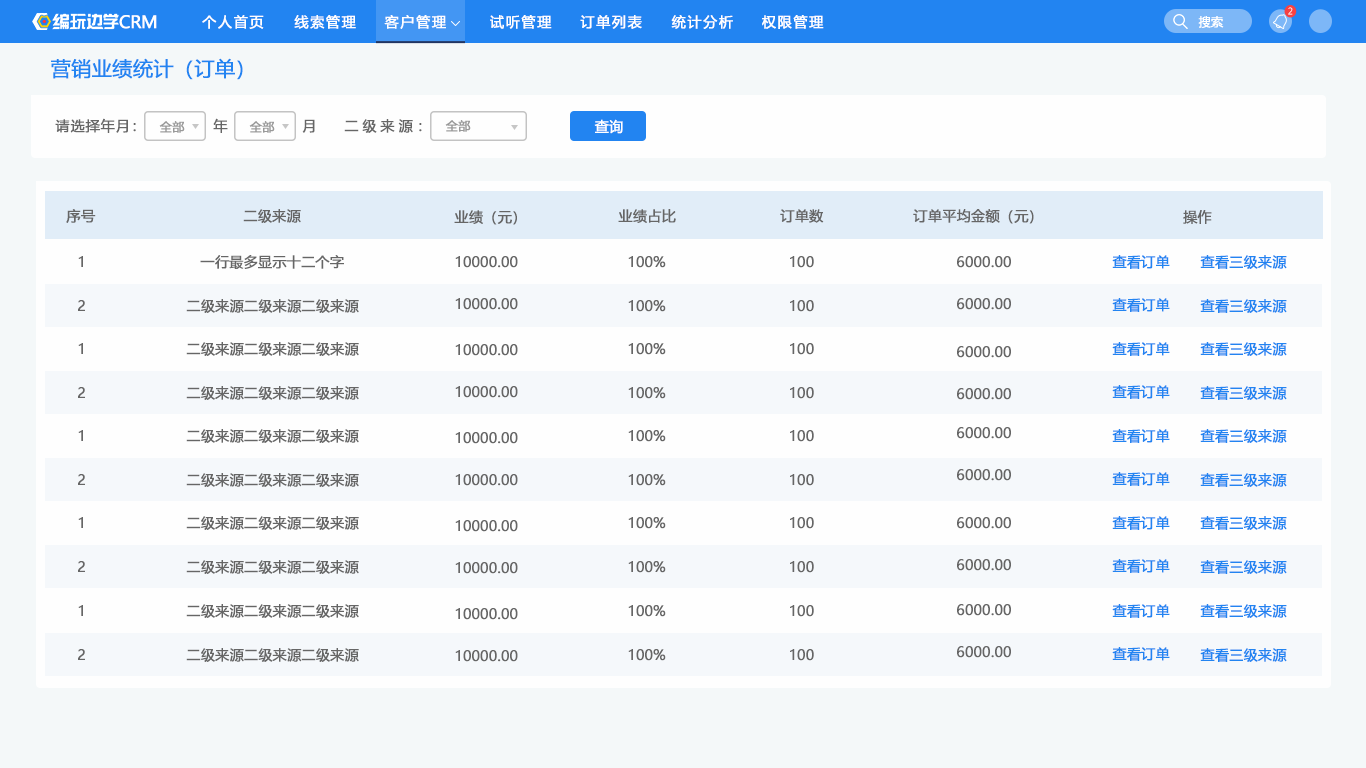 编玩边学CRM 个人首页 线索管理 客户管理 试听管理 订单列表 统计分析 权限管理 搜索 2
营销业绩统计（订单）
请选择年月： 全部 年 全部 月 二级来源： 全部 查询
序号 二级来源 业绩（元） 业绩占比 订单数 订单平均金额（元） 操作
1 一行最多显示十二个字 10000.00 100% 100 6000.00 查看订单 查看三级来源
2 二级来源二级来源二级来源 10000.00 100% 100 6000.00 查看订单 查看三级来源
1 二级来源二级来源二级来源 10000.00 100% 100 6000.00 查看订单 查看三级来源
2 二级来源二级来源二级来源 10000.00 100% 100 6000.00 查看订单 查看三级来源
1 二级来源二级来源二级来源 10000.00 100% 100 6000.00 查看订单 查看三级来源
2 二级来源二级来源二级来源 10000.00 100% 100 6000.00 查看订单 查看三级来源
1 二级来源二级来源二级来源 10000.00 100% 100 6000.00 查看订单 查看三级来源
2 二级来源二级来源二级来源 10000.00 100% 100 6000.00 查看订单 查看三级来源
1 二级来源二级来源二级来源 10000.00 100% 100 6000.00 查看订单 查看三级来源
2 二级来源二级来源二级来源 10000.00 100% 100 6000.00 查看订单 查看三级来源